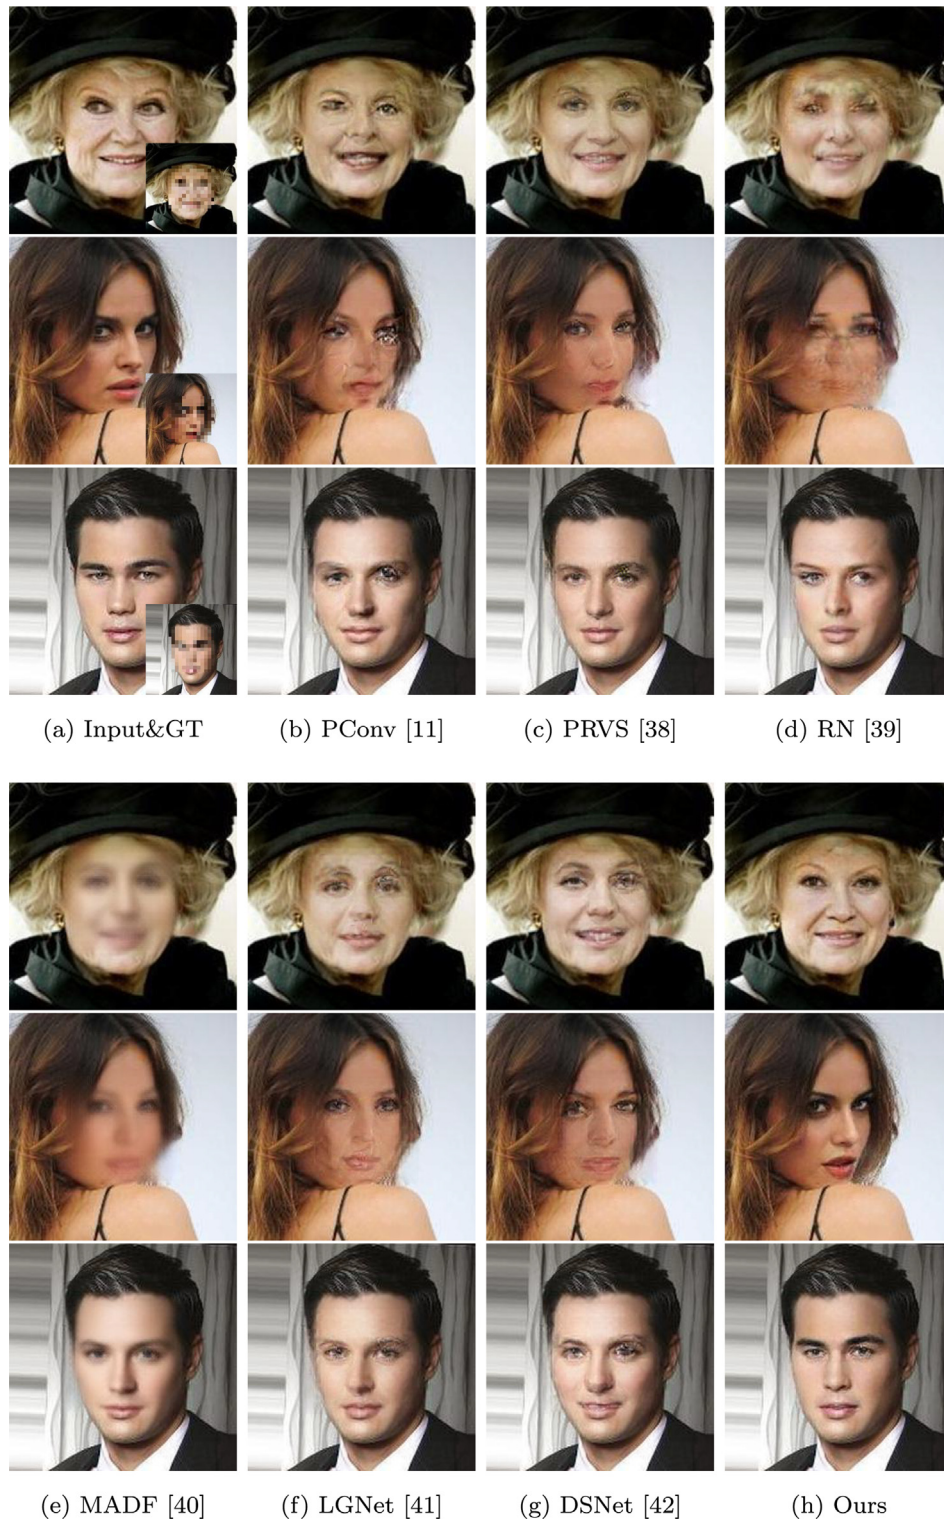 (a) Input&GT (b) PConv [11] (c) PRVS [38] (d) RN [39]
(e) MADF [40] (f) LGNet [41] (g) DSNet [42] (h) Ours